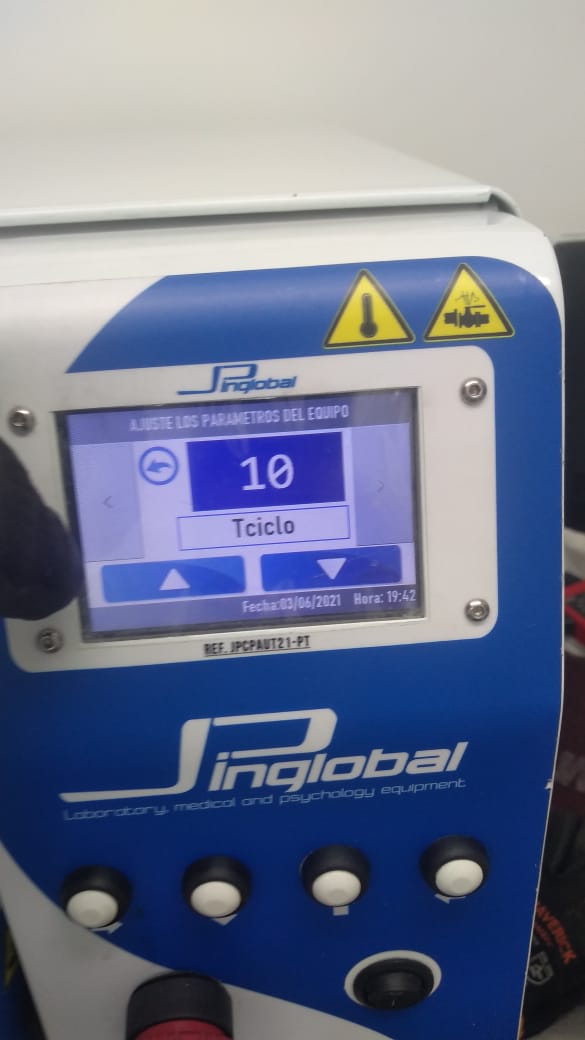 JPinglobal
AJUSTE LOS PARAMETROS DEL EQUIPO
10
Tciclo
Fecha:03/06/2021 Hora: 19:42
REF. JPCPAUT21-PT
JPinglobal
Laboratory, medical and psychology equipment
MAVERICK